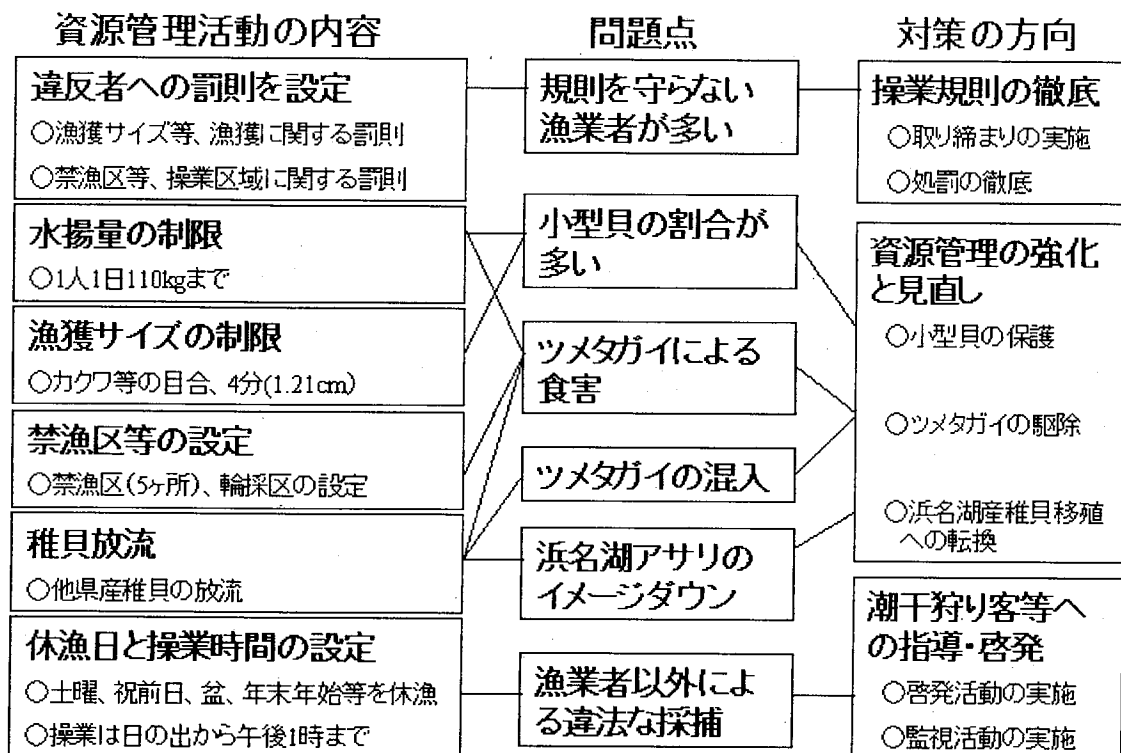 資源管理活動の内容
違反者への罰則を設定
○漁獲サイズ等、漁獲に関する罰則
○禁漁区等、操業区域に関する罰則
水揚量の制限
○1人1日110kgまで
漁獲サイズの制限
○カクワ等の目合、4分(1.21cm)
禁漁区等の設定
○禁漁区(5ヶ所)、輪採区の設定
稚貝放流
○他県産稚貝の放流
休漁日と操業時間の設定
○土曜、祝前日、盆、年末年始等を休漁
○操業は日の出から午後1時まで
問題点
規則を守らない
漁業者が多い
小型貝の割合が
多い
ツメタガイによる
食害
ツメタガイの混入
浜名湖アサリの
イメージダウン
漁業者以外によ
る違法な採捕
対策の方向
操業規則の徹底
○取り締まりの実施
○処罰の徹底
資源管理の強化
と見直し
○小型貝の保護
○ツメタガイの駆除
○浜名湖産稚貝移殖
への転換
潮干狩り客等へ
の指導・啓発
○啓発活動の実施
○監視活動の実施